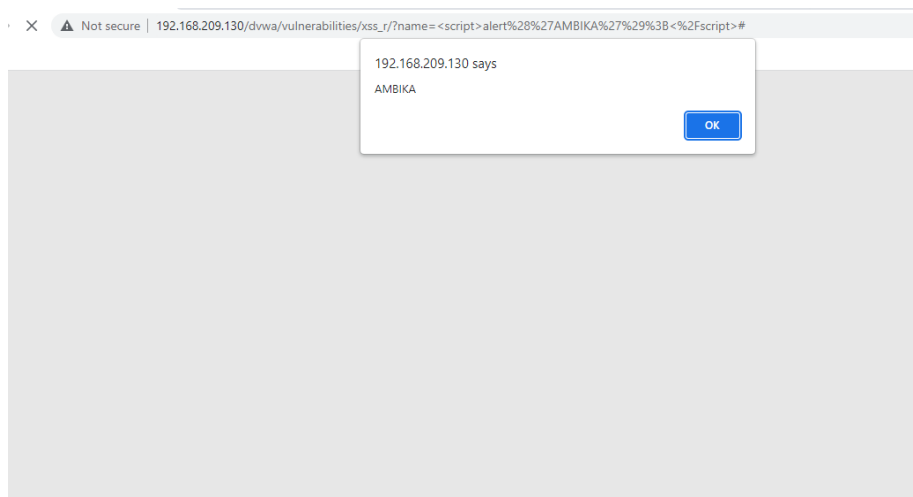 Not secure | 192.168.209.130/dvwa/vulnerabilities/xss_r/?name=<script>alert%28%27AMBIKA%27%29%3B<%2Fscript>#
192.168.209.130 says
AMBIKA
OK